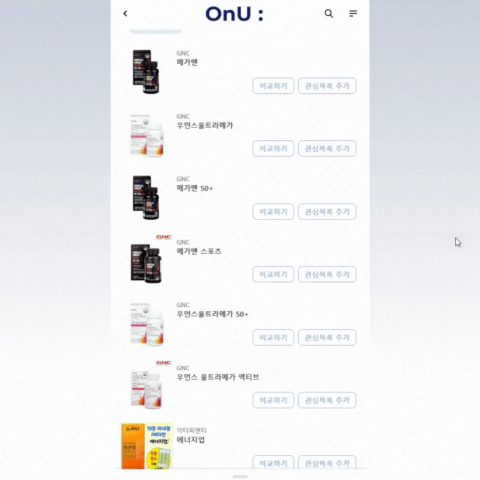 OnU :
GNC
메가맨
비교하기 관심목록 추가
GNC
우먼스울트라메가
비교하기 관심목록 추가
GNC
메가맨 50+
비교하기 관심목록 추가
GNC
GNC
메가맨 스포츠
비교하기 관심목록 추가
GNC
우먼스울트라메가 50+
비교하기 관심목록 추가
GNC
GNC
우먼스 울트라메가 액티브
비교하기 관심목록 추가
닥터피엔티
에너지업
비교하기 관심목록 추가